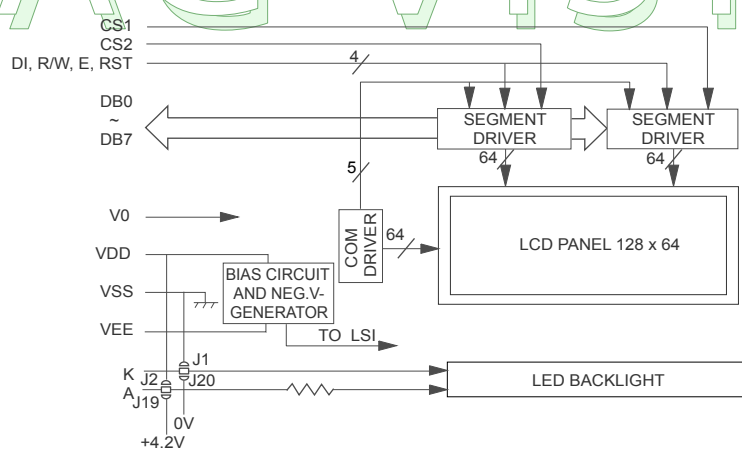 CS1
CS2
DI, R/W, E, RST
4
DB0
~
DB7
SEGMENT
DRIVER
SEGMENT
DRIVER
64
64
5
V0
COM
DRIVER
64
LCD PANEL 128 x 64
VDD
BIAS CIRCUIT
AND NEG.V-
GENERATOR
VSS
VEE
TO LSI
J1
K
J2
J20
LED BACKLIGHT
A
J19
0V
+4.2V